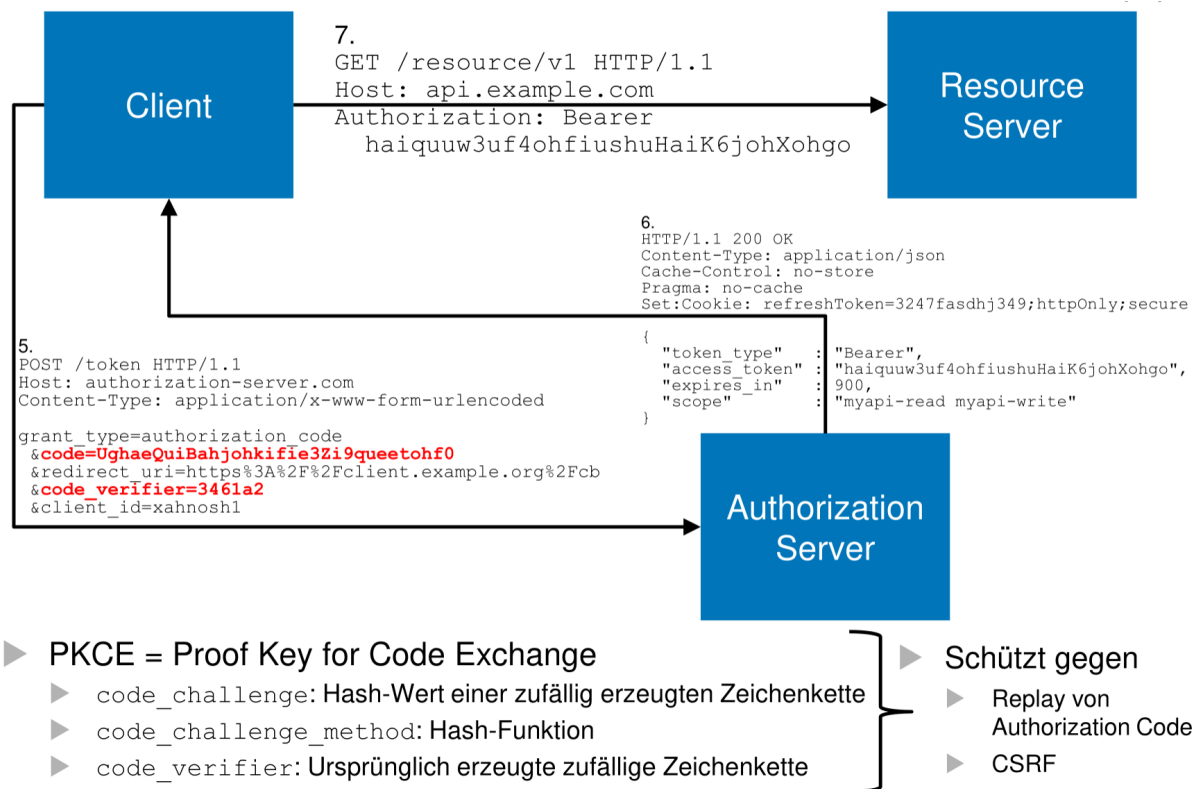 Client
7.
GET /resource/v1 HTTP/1.1
Host: api.example.com
Authorization: Bearer
haiquuw3uf4ohfiushuHaiK6johXohgo
Resource
Server
6.
HTTP/1.1 200 OK
Content-Type: application/json
Cache-Control: no-store
Pragma: no-cache
Set:Cookie: refreshToken=3247fasdhj349;httpOnly;secure
{
"token_type" : "Bearer",
"access_token" : "haiquuw3uf4ohfiushuHaiK6johXohgo",
"expires_in" : 900,
"scope" : "myapi-read myapi-write"
}
5.
POST /token HTTP/1.1
Host: authorization-server.com
Content-Type: application/x-www-form-urlencoded
grant_type=authorization_code
&code=UghaeQuiBahjohkifie3Zi9queetohf0
&redirect_uri=https%3A%2F%2Fclient.example.org%2Fcb
&code_verifier=3461a2
&client_id=xahnosh1
Authorization
Server
PKCE = Proof Key for Code Exchange
code_challenge: Hash-Wert einer zufällig erzeugten Zeichenkette
code_challenge_method: Hash-Funktion
code_verifier: Ursprünglich erzeugte zufällige Zeichenkette
Schützt gegen
Replay von
Authorization Code
CSRF